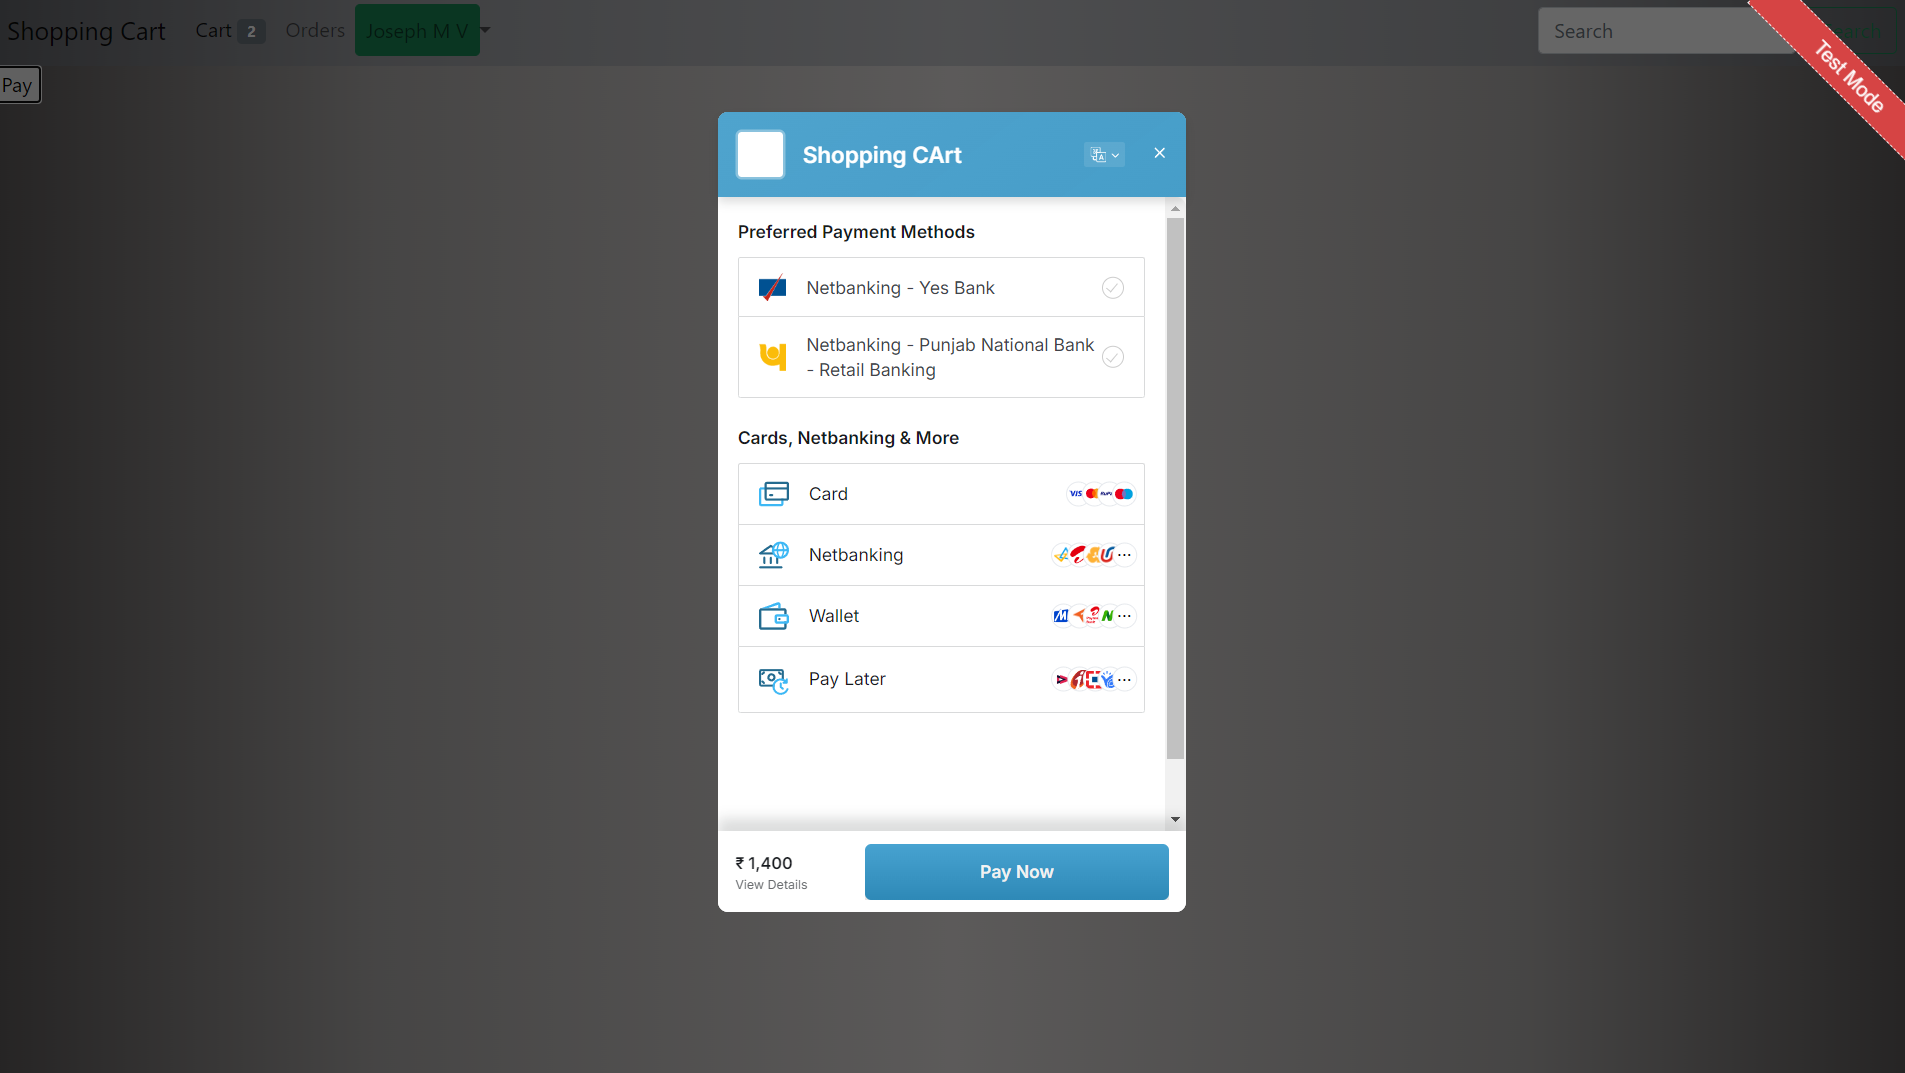 Shopping Cart
Cart 2
Orders
Joseph M V
Search
Test Mode
Pay
Shopping CArt
Preferred Payment Methods
Netbanking - Yes Bank
Netbanking - Punjab National Bank
- Retail Banking
Cards, Netbanking & More
Card
VISA
Netbanking
Wallet
Pay Later
₹ 1,400
View Details
Pay Now